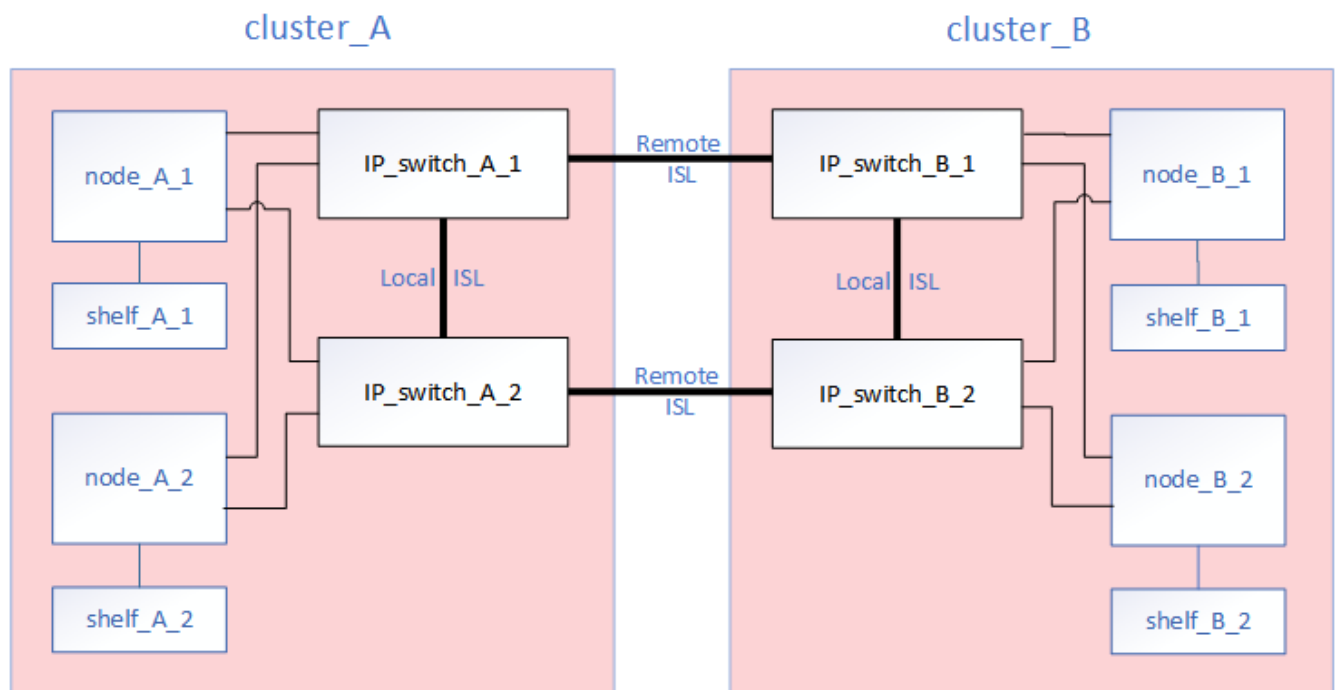 cluster_A
cluster_B
node_A_1
IP_switch_A_1
Remote
ISL
IP_switch_B_1
node_B_1
shelf_A_1
Local ISL
Local ISL
shelf_B_1
IP_switch_A_2
Remote
ISL
IP_switch_B_2
node_A_2
node_B_2
shelf_A_2
shelf_B_2